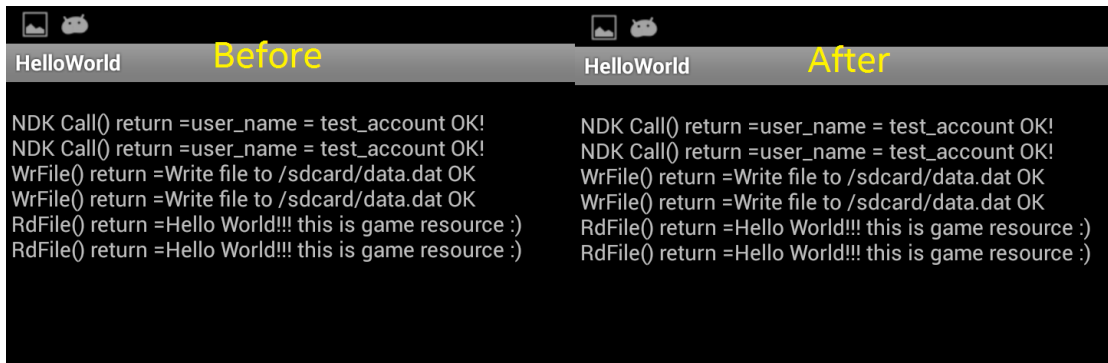 Before
HelloWorld
NDK Call() return =user_name = test_account OK!
NDK Call() return =user_name = test_account OK!
WrFile() return =Write file to /sdcard/data.dat OK
WrFile() return =Write file to /sdcard/data.dat OK
RdFile() return =Hello World!!! this is game resource :)
RdFile() return =Hello World!!! this is game resource :)
After
HelloWorld
NDK Call() return =user_name = test_account OK!
NDK Call() return =user_name = test_account OK!
WrFile() return =Write file to /sdcard/data.dat OK
WrFile() return =Write file to /sdcard/data.dat OK
RdFile() return =Hello World!!! this is game resource :)
RdFile() return =Hello World!!! this is game resource :)